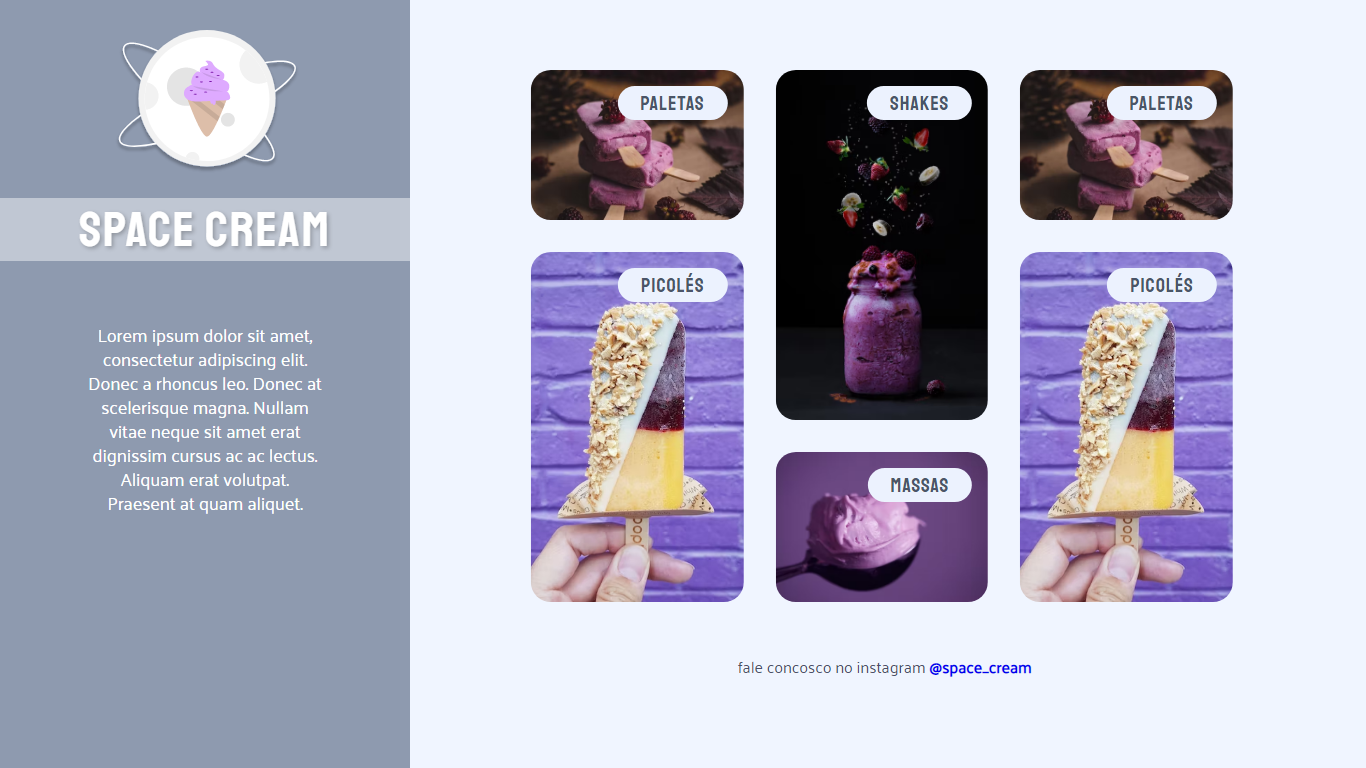 SPACE CREAM
Lorem ipsum dolor sit amet,
consectetur adipiscing elit.
Donec a rhoncus leo. Donec at
scelerisque magna. Nullam
vitae neque sit amet erat
dignissim cursus ac ac lectus.
Aliquam erat volutpat.
Praesent at quam aliquet.
PALETAS
SHAKES
PALETAS
PICOLÉS
PICOLÉS
MASSAS
fale concosco no instagram @space_cream